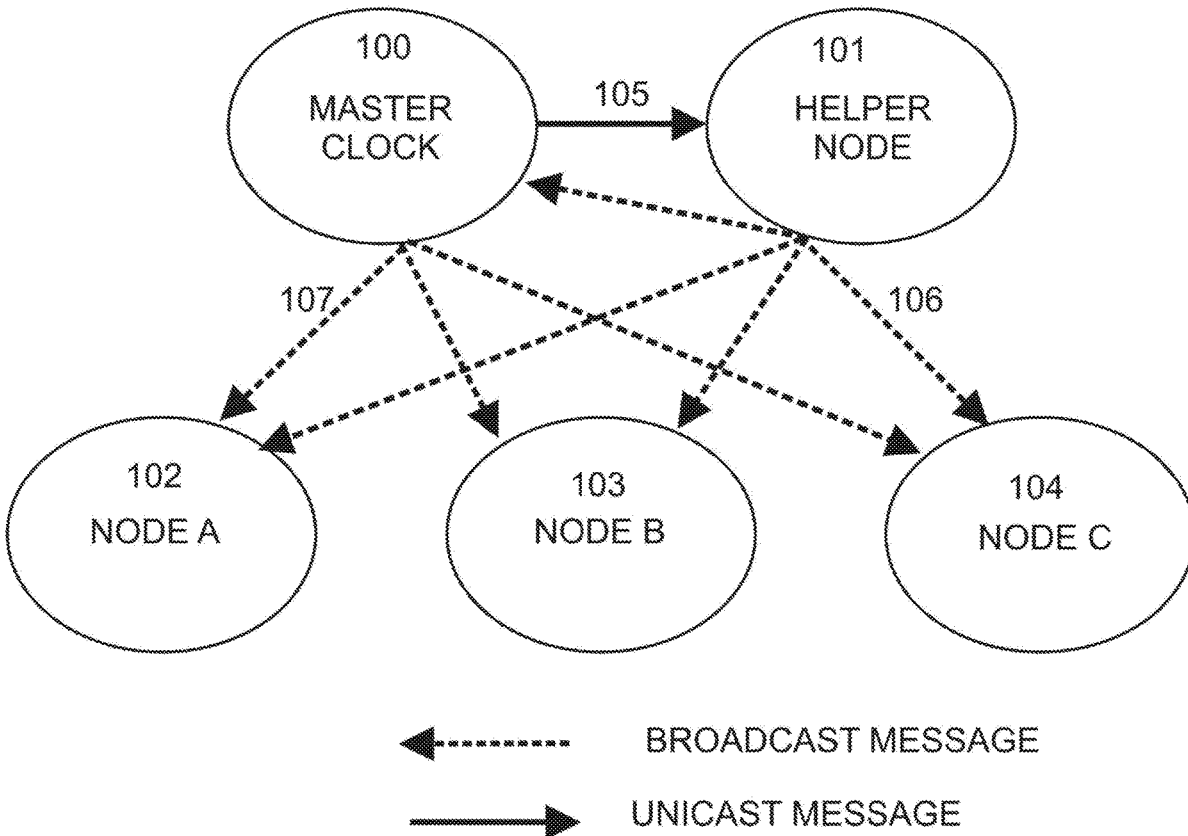 100
MASTER
CLOCK
101
HELPER
NODE
105
107
106
102
NODE A
103
NODE B
104
NODE C
BROADCAST MESSAGE
UNICAST MESSAGE